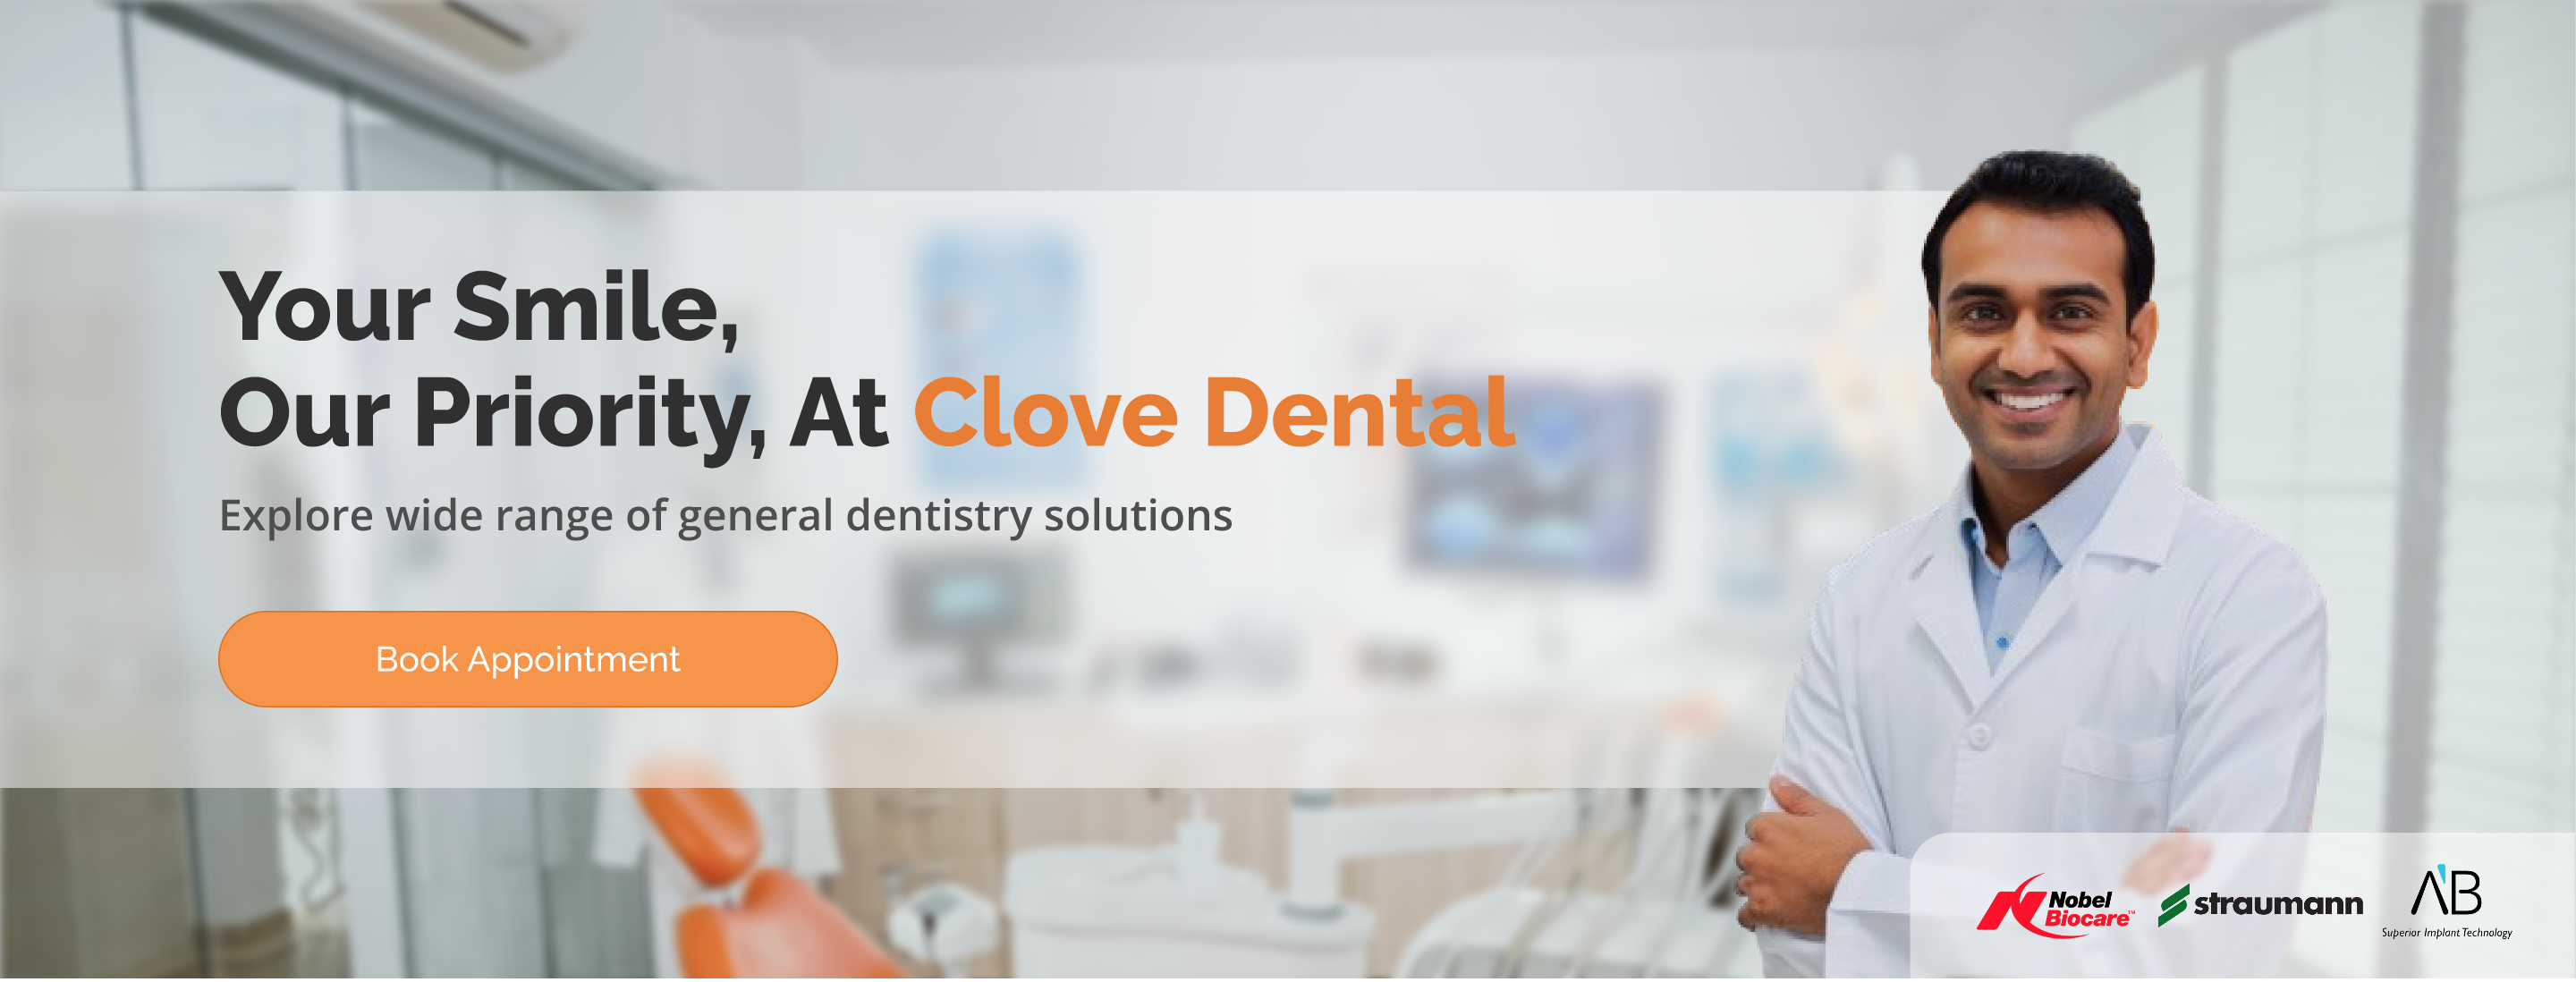 Your Smile,
Our Priority, At Clove Dental
Explore wide range of general dentistry solutions
Book Appointment
Nobel
Biocare™
straumann
AB
Superior Implant Technology